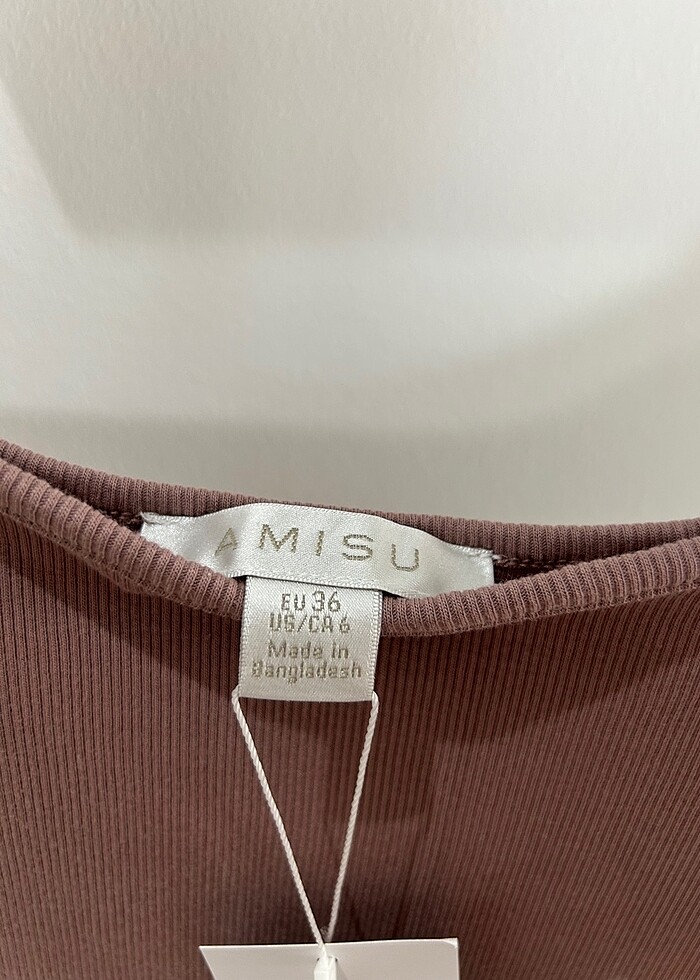 AMISU
EU 36
US/CA 6
Made in
Bangladesh